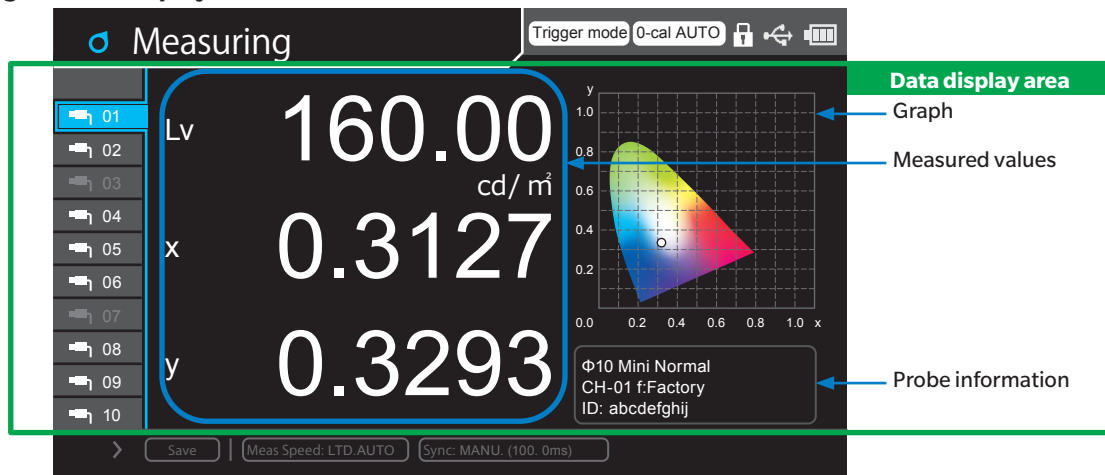 Measuring
Trigger mode 0-cal AUTO
Data display area
Graph
Measured values
Probe information
01
02
03
04
05
06
07
08
09
10
Lv 160.00
cd/㎡
x 0.3127
y 0.3293
y
1.0
0.8
0.6
0.4
0.2
0.0 0.2 0.4 0.6 0.8 1.0 x
Φ10 Mini Normal
CH-01 f:Factory
ID: abcdefghij
Save Meas Speed: LTD.AUTO Sync: MANU. (100. 0ms)